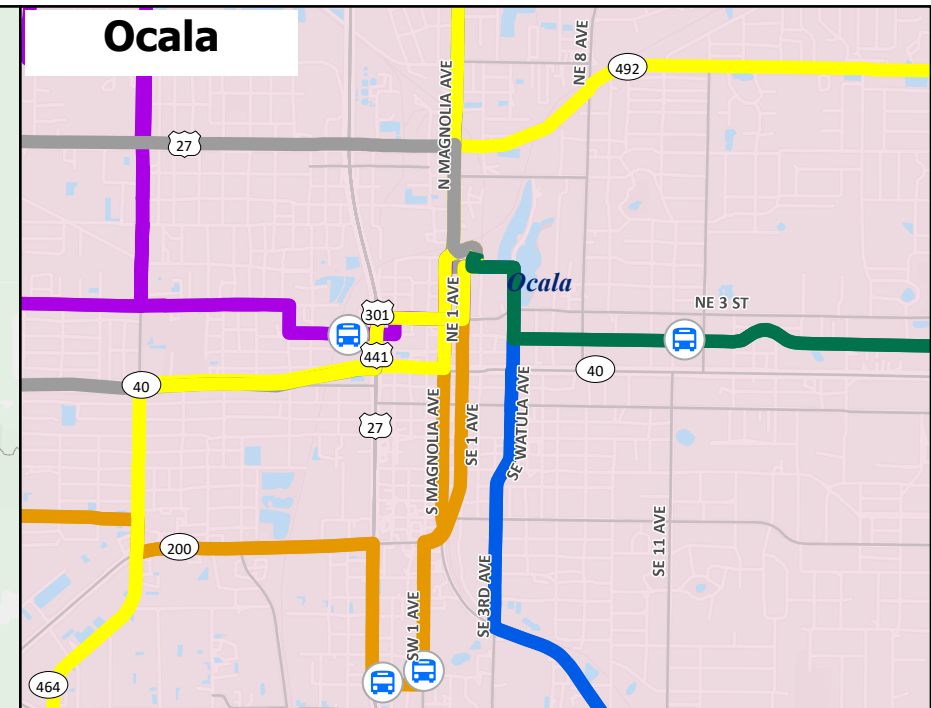 Ocala
NE 8 AVE
492
N MAGNOLIA AVE
27
Ocala
NE 1 AVE
NE 3 ST
301
441
40
40
27
S MAGNOLIA AVE
SE 1 AVE
SE WATULA AVE
200
SE 11 AVE
SE 3RD AVE
SW 1 AVE
464